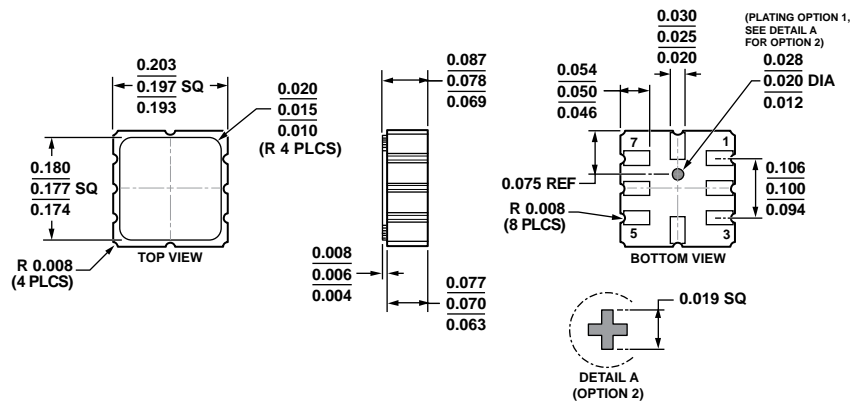 0.203
0.197 SQ
0.193
0.020
0.015
0.010
(R 4 PLCS)
0.180
0.177 SQ
0.174
R 0.008
(4 PLCS)
TOP VIEW
0.087
0.078
0.069
0.008
0.006
0.004
0.077
0.070
0.063
0.030
0.025
0.020
(PLATING OPTION 1,
SEE DETAIL A
FOR OPTION 2)
0.054
0.050
0.046
0.028
0.020 DIA
0.012
7
1
0.075 REF
0.106
0.100
0.094
R 0.008
(8 PLCS)
5
3
BOTTOM VIEW
0.019 SQ
DETAIL A
(OPTION 2)